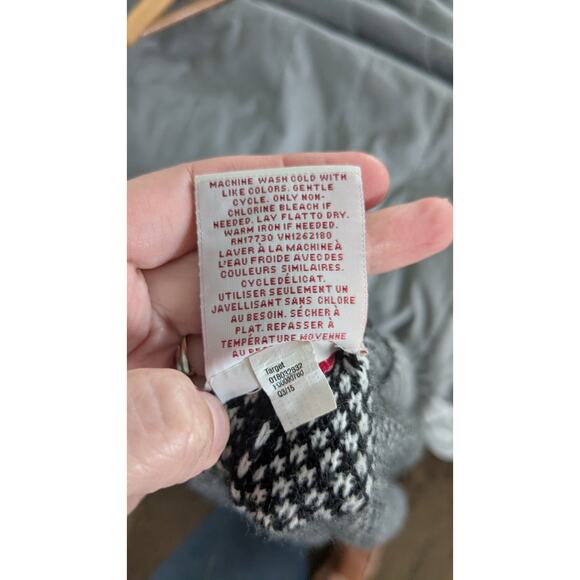 MACHINE WASH COLD WITH
LIKE COLORS. GENTLE
CYCLE. ONLY NON-
CHLORINE BLEACH IF
NEEDED. LAY FLAT TO DRY.
WARM IRON IF NEEDED.
RN17730 VN1262180
LAVER À LA MACHINE À
L'EAU FROIDE AVEC DES
COULEURS SIMILAIRES.
CYCLE DÉLICAT.
UTILISER SEULEMENT UN
JAVELLISANT SANS CHLORE
AU BESOIN. SÉCHER À
PLAT. REPASSER À
TEMPÉRATURE MOYENNE
AU
Target
Q3/15